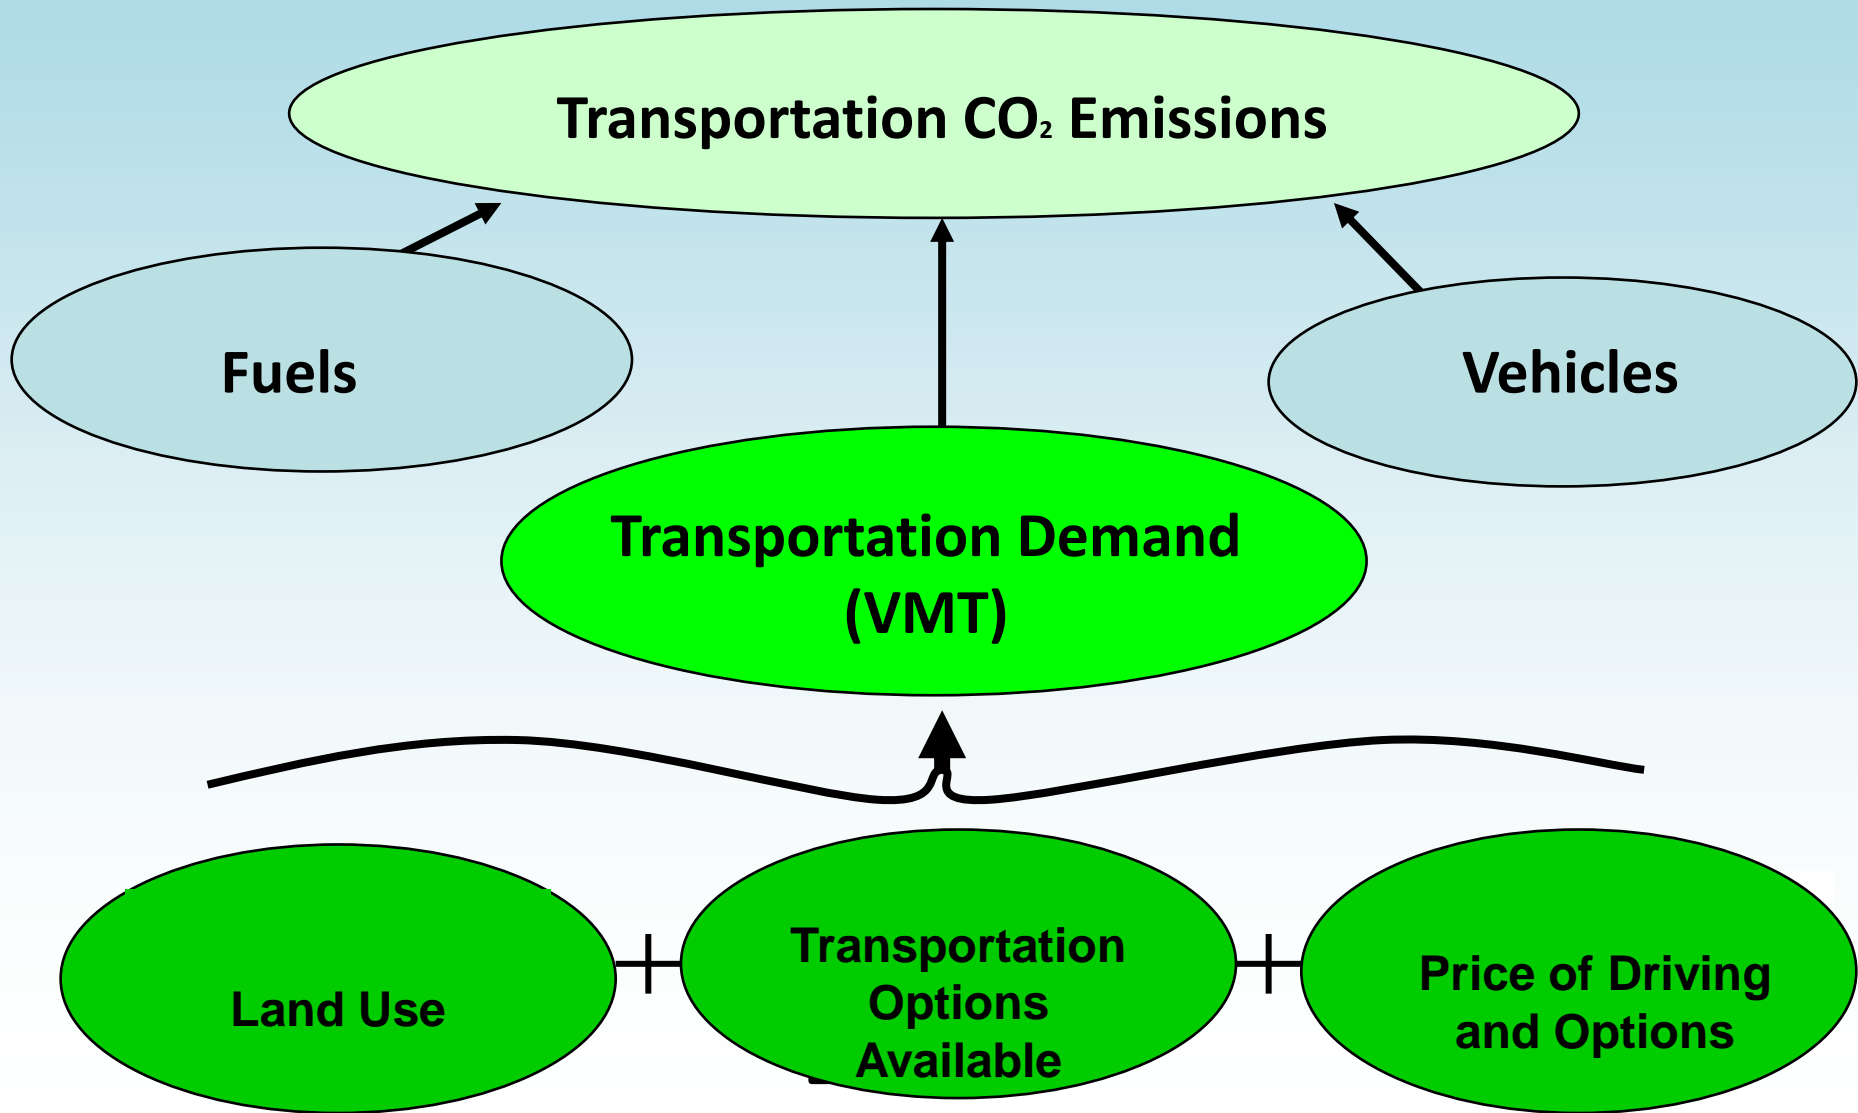 Transportation CO₂ Emissions
Fuels
Vehicles
Transportation Demand
(VMT)
Land Use
Transportation
Options
Available
Price of Driving
and Options